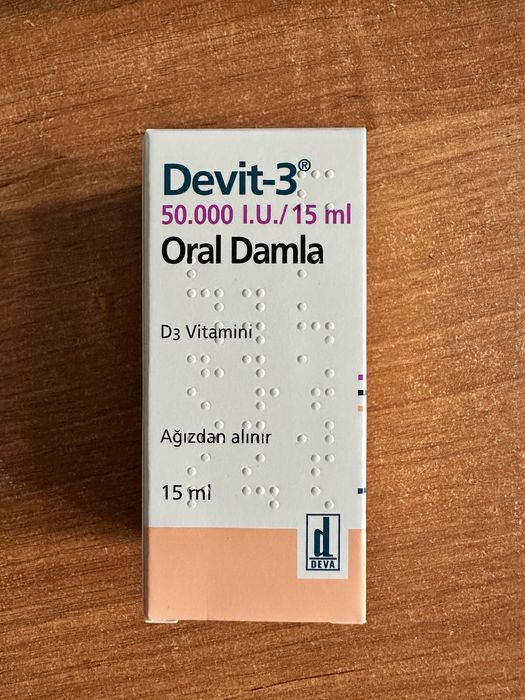 Devit-3®
50.000 I.U./15 ml
Oral Damla
D3 Vitamini
Ağızdan alınır
15 ml
d
DEVA